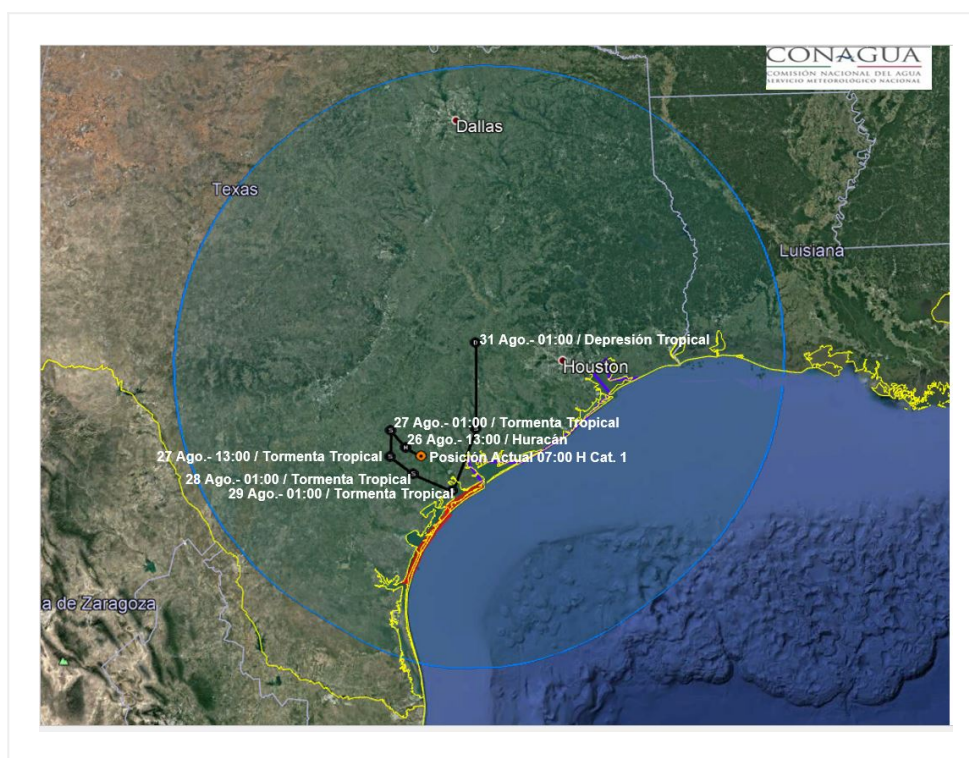 CONAGUA
COMISIÓN NACIONAL DEL AGUA
SERVICIO METEOROLÓGICO NACIONAL
Dallas
Texas
Luisiana
31 Ago.- 01:00 / Depresión Tropical
Houston
27 Ago.- 01:00 / Tormenta Tropical
26 Ago.- 13:00 / Huracán
27 Ago.- 13:00 / Tormenta Tropical
Posición Actual 07:00 H Cat. 1
28 Ago.- 01:00 / Tormenta Tropical
29 Ago.- 01:00 / Tormenta Tropical
a de Zaragoza